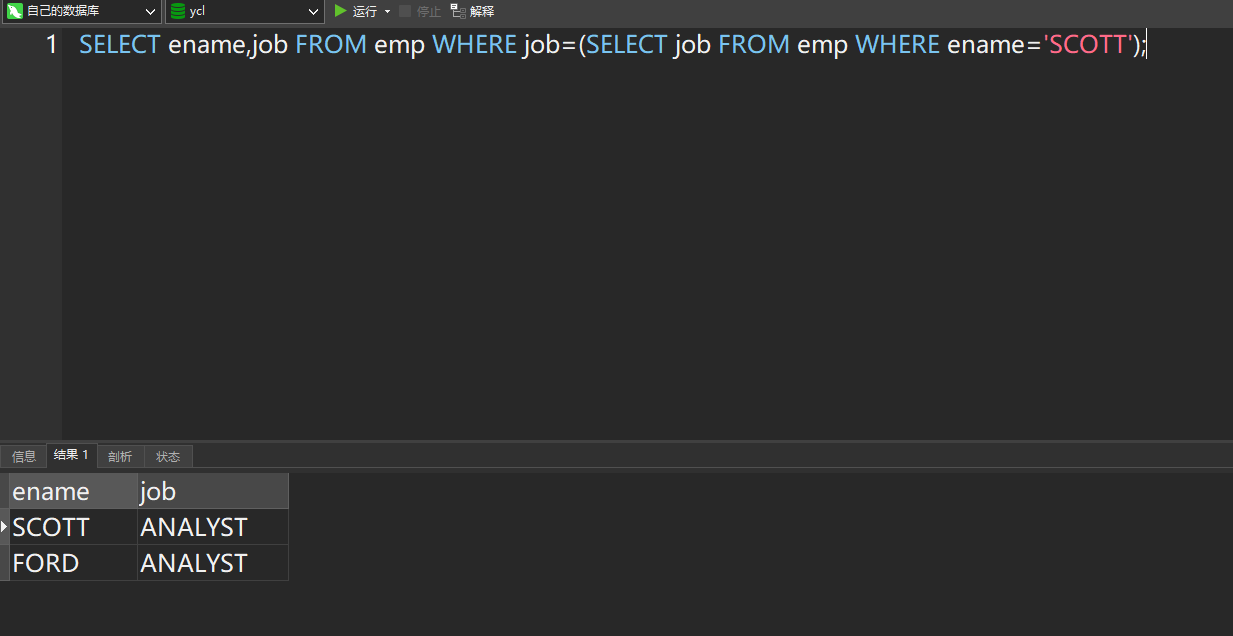 自己的数据库 ycl 运行 停止 解释
1 SELECT ename,job FROM emp WHERE job=(SELECT job FROM emp WHERE ename='SCOTT');
信息 结果 1 剖析 状态
ename job
SCOTT ANALYST
FORD ANALYST